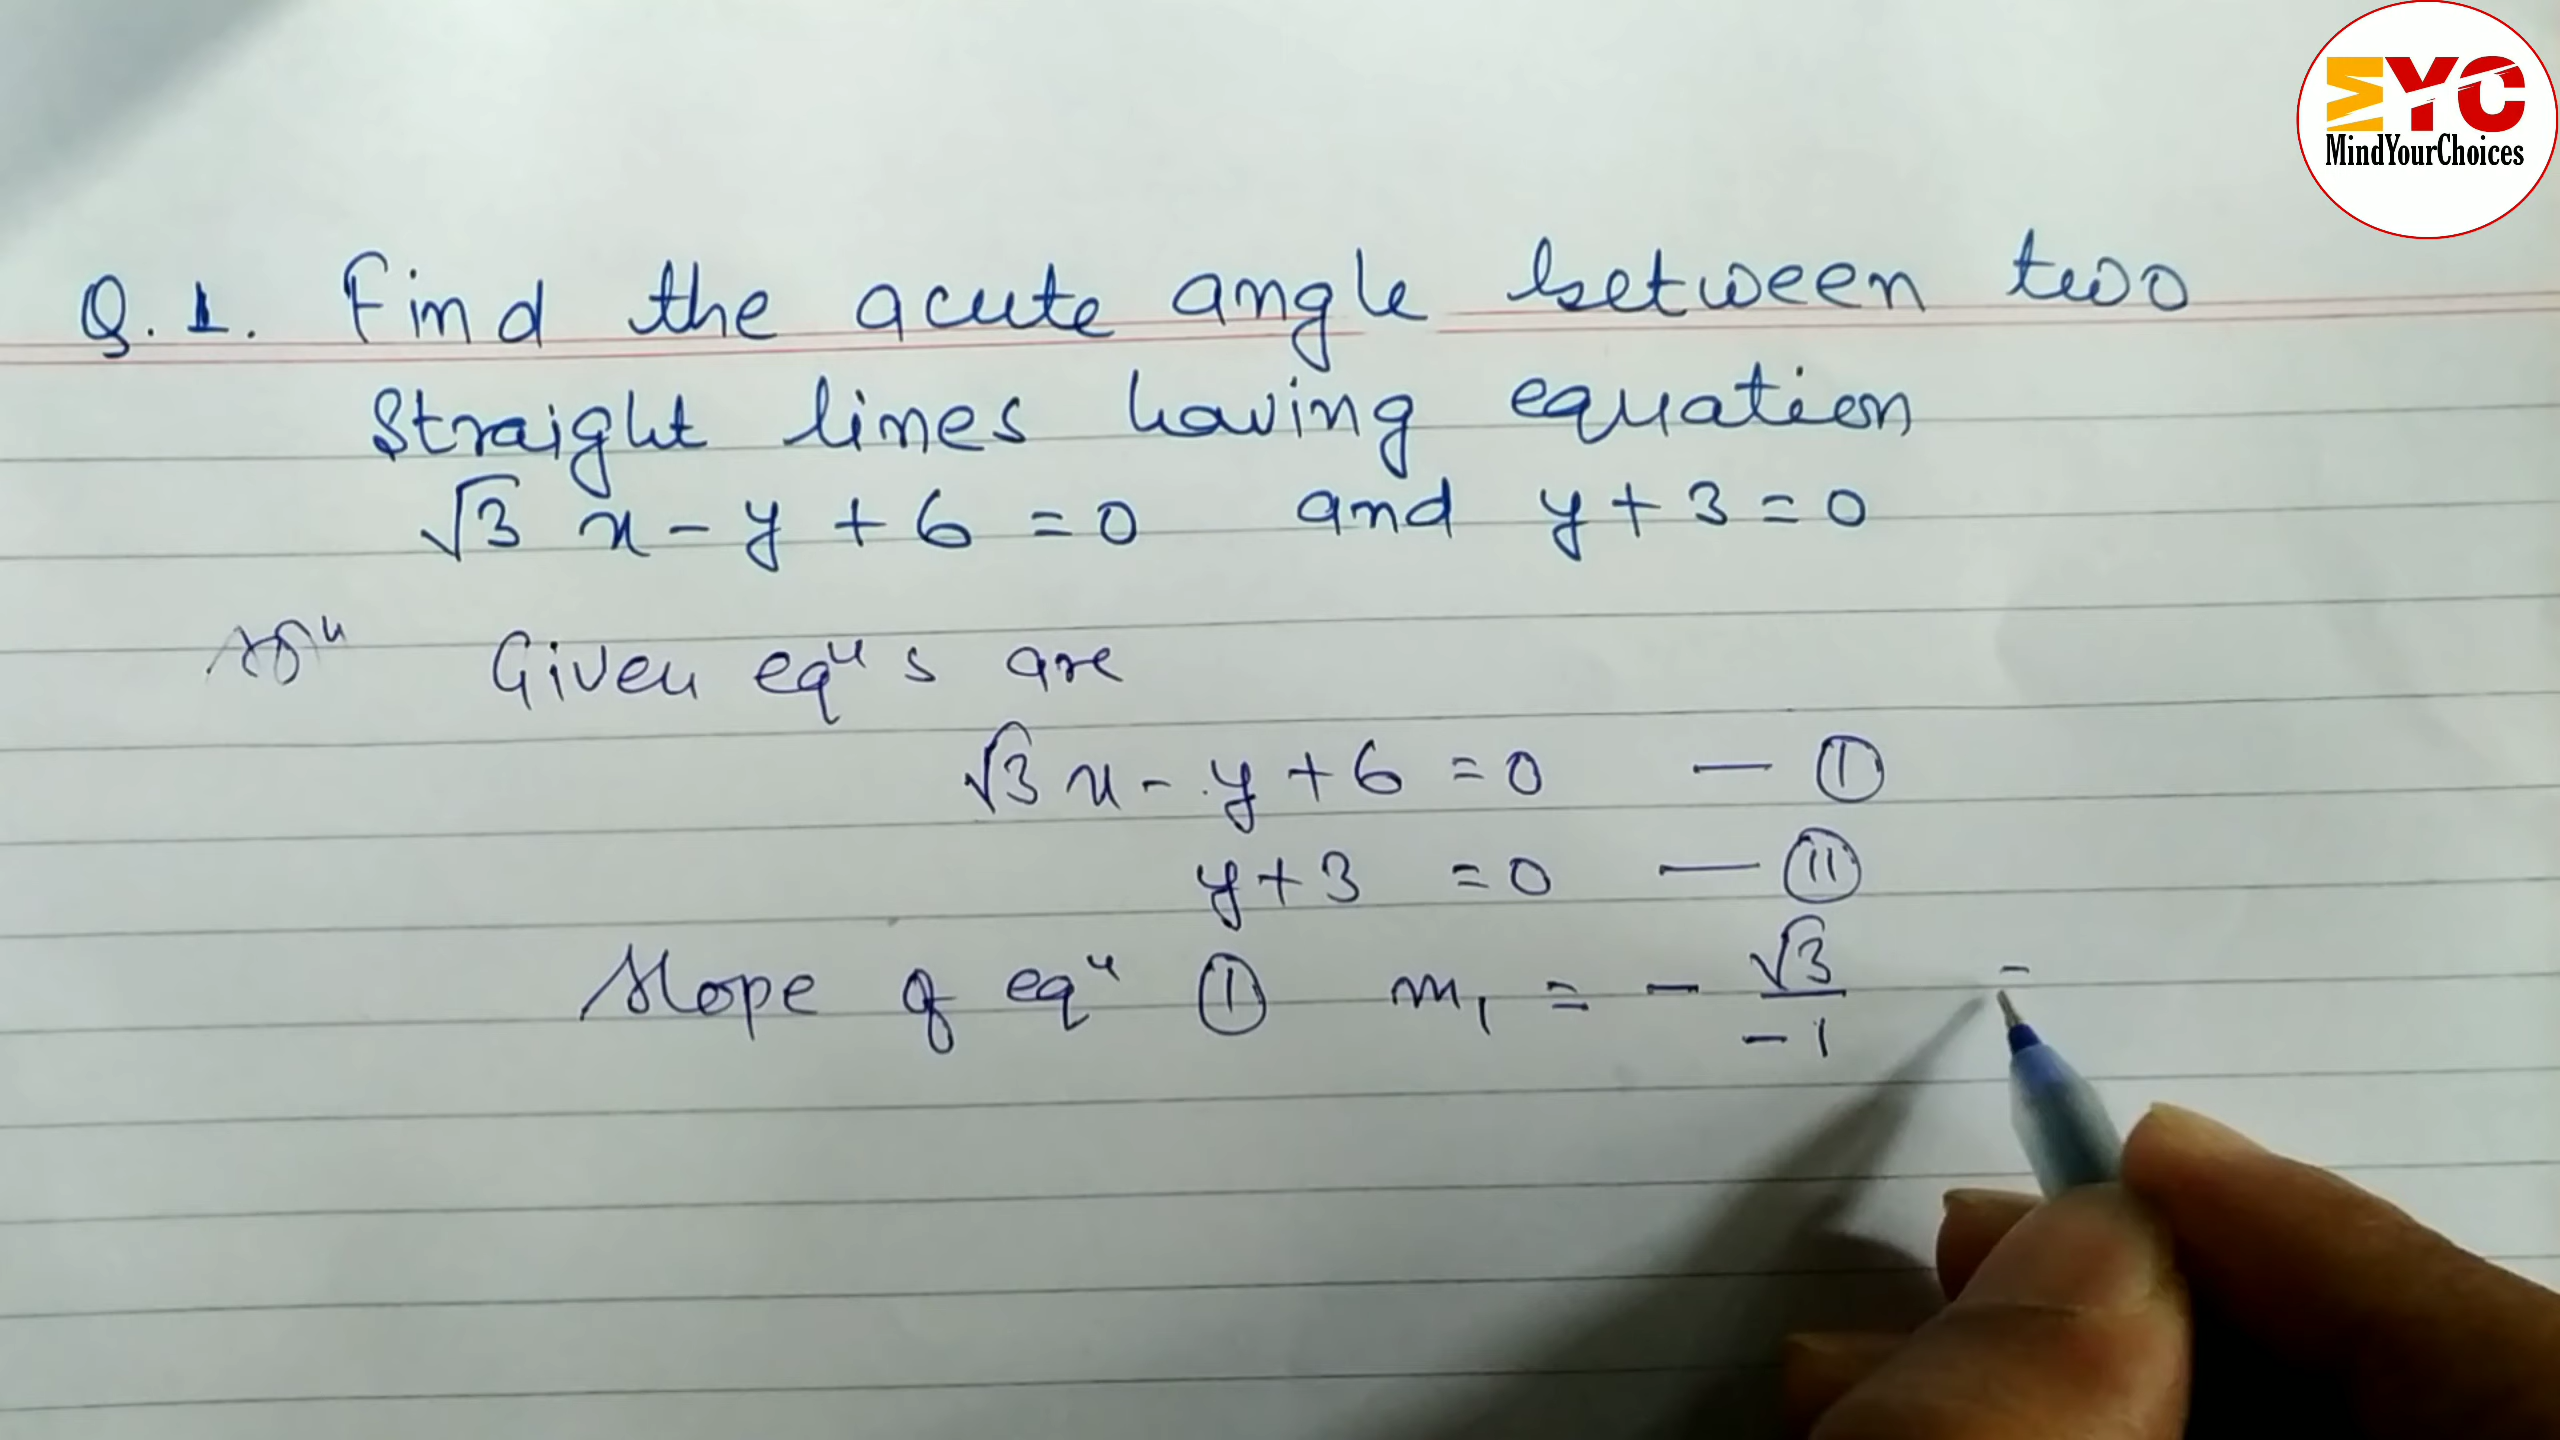 MYC
MindYourChoices
Q.1. Find the acute angle between two
Straight lines having equation
√3 x - y + 6 = 0 and y + 3 = 0
Solⁿ Given eqⁿs are
√3 x - y + 6 = 0 — (I)
y + 3 = 0 — (II)
Slope of eqⁿ (I) m₁ = - √3/-1 =